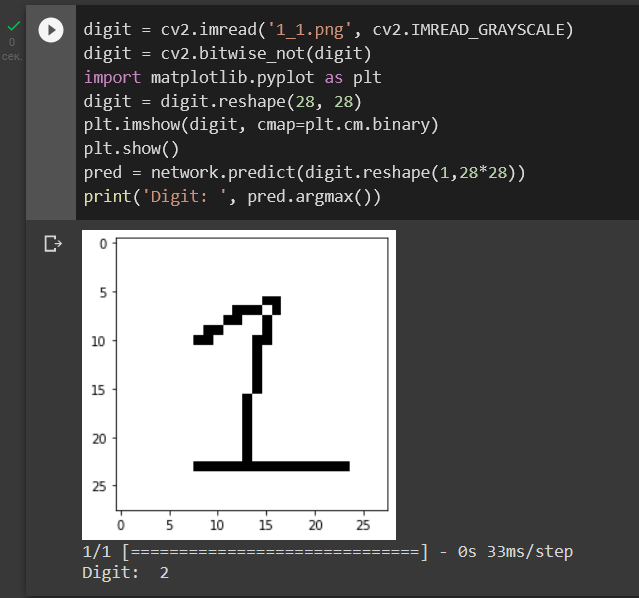 0
сек.
digit = cv2.imread('1_1.png', cv2.IMREAD_GRAYSCALE)
digit = cv2.bitwise_not(digit)
import matplotlib.pyplot as plt
digit = digit.reshape(28, 28)
plt.imshow(digit, cmap=plt.cm.binary)
plt.show()
pred = network.predict(digit.reshape(1,28*28))
print('Digit: ', pred.argmax())
0
5
10
15
20
25
0 5 10 15 20 25
1/1 [==============================] - 0s 33ms/step
Digit:  2